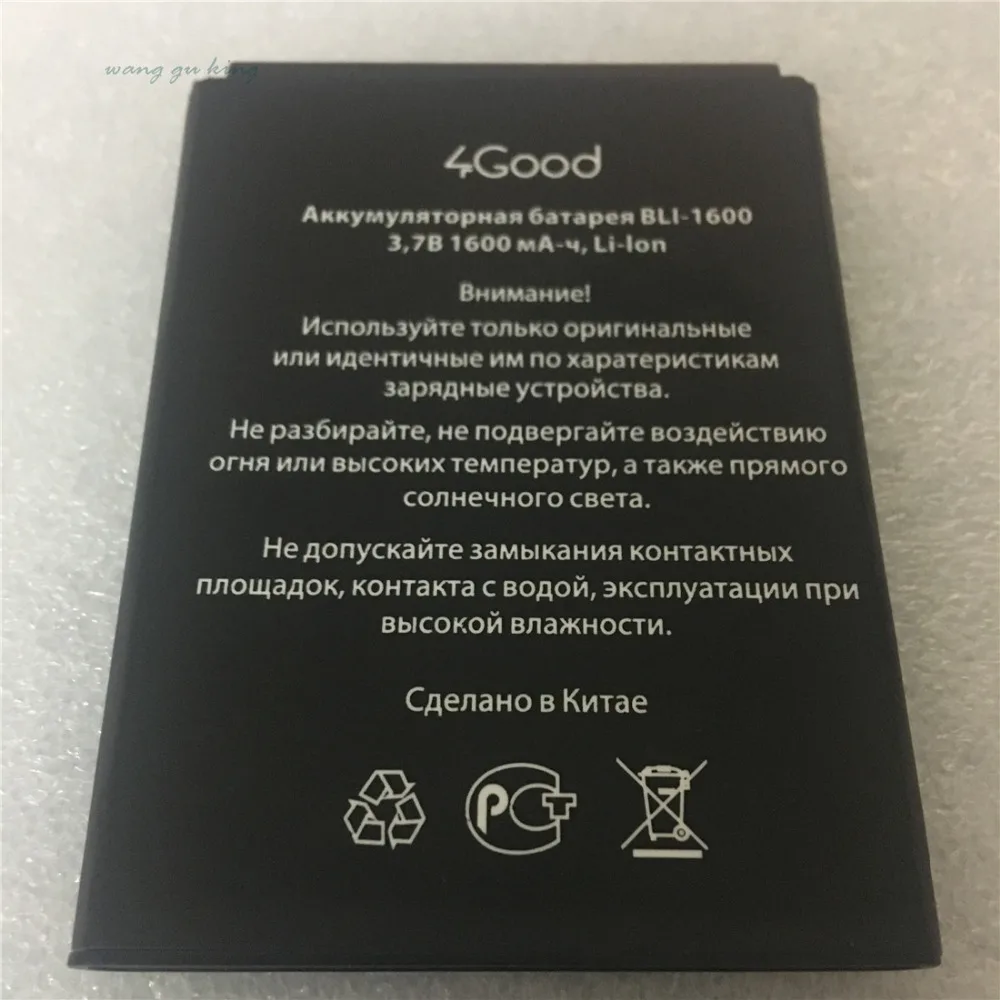 wang gu king
4Good
Аккумуляторная батарея BLI-1600
3,7В 1600 мА-ч, Li-Ion
Внимание!
Используйте только оригинальные
или идентичные им по харатеристикам
зарядные устройства.
Не разбирайте, не подвергайте воздействию
огня или высоких температур, а также прямого
солнечного света.
Не допускайте замыкания контактных
площадок, контакта с водой, эксплуатации при
высокой влажности.
Сделано в Китае
РСТ